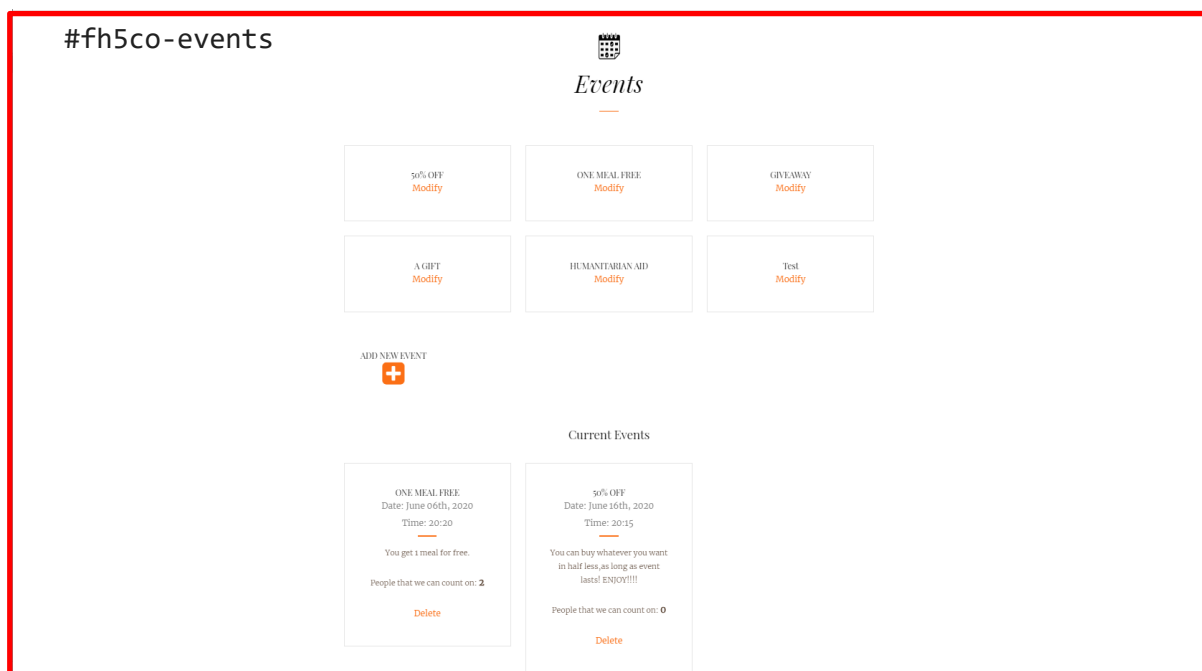 #fh5co-events
Events
50% OFF
Modify
ONE MEAL FREE
Modify
GIVEAWAY
Modify
A GIFT
Modify
HUMANITARIAN AID
Modify
Test
Modify
ADD NEW EVENT
Current Events
ONE MEAL FREE
Date: June 06th, 2020
Time: 20:20
You get 1 meal for free.
People that we can count on: 2
Delete
50% OFF
Date: June 16th, 2020
Time: 20:15
You can buy whatever you want
in half less,as long as event
lasts! ENJOY!!!!
People that we can count on: 0
Delete